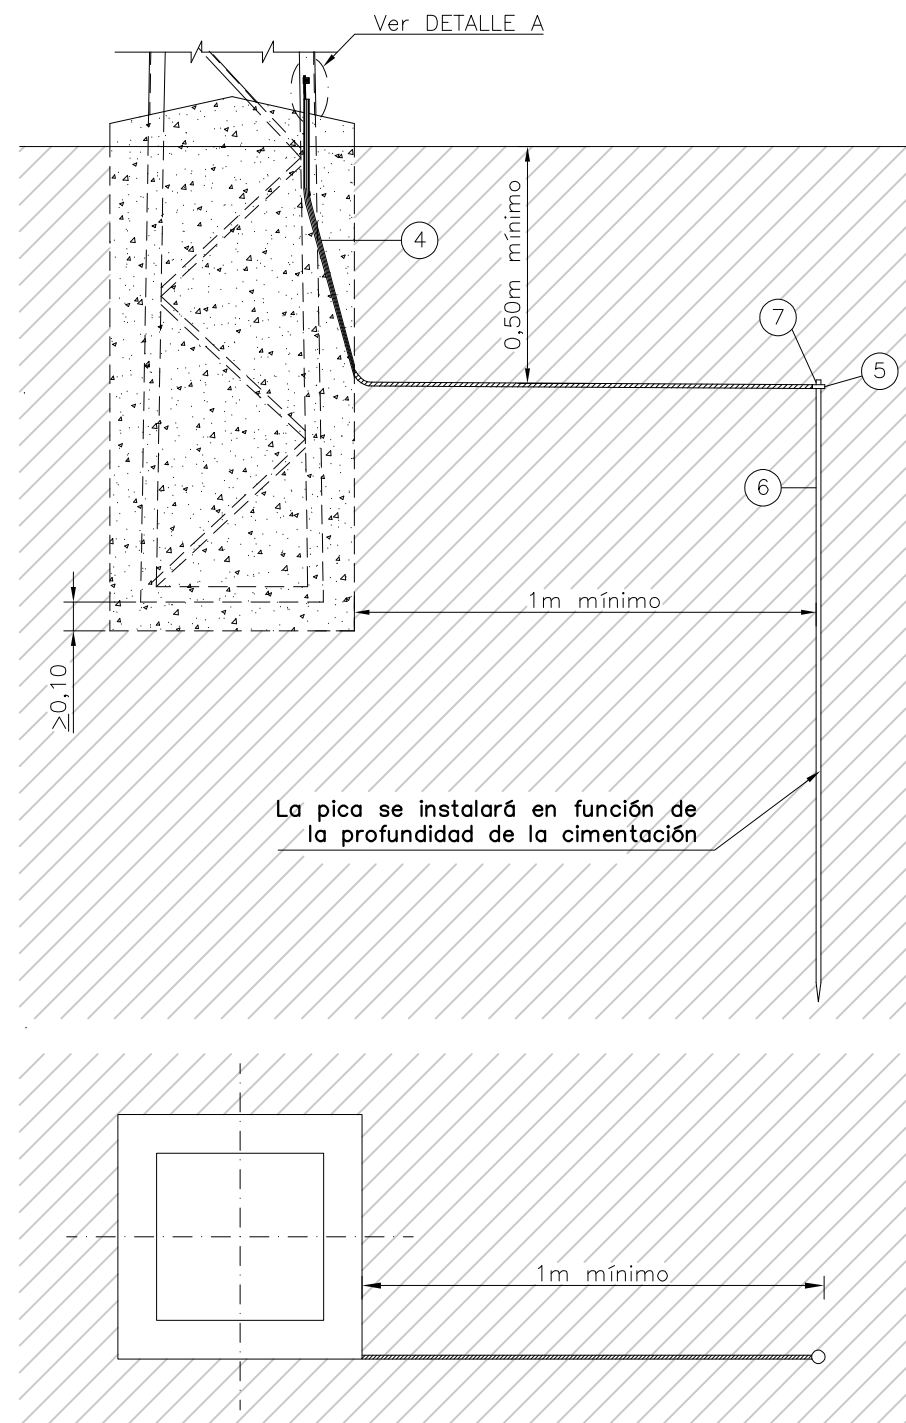 Ver DETALLE A
4
0,50m mínimo
7
5
6
1m mínimo
≥0,10
La pica se instalará en función de
la profundidad de la cimentación
1m mínimo